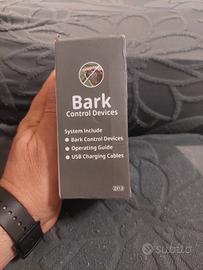 Bark
Control Devices
System Include
• Bark Control Devices
• Operating Guide
• USB Charging Cables
subito